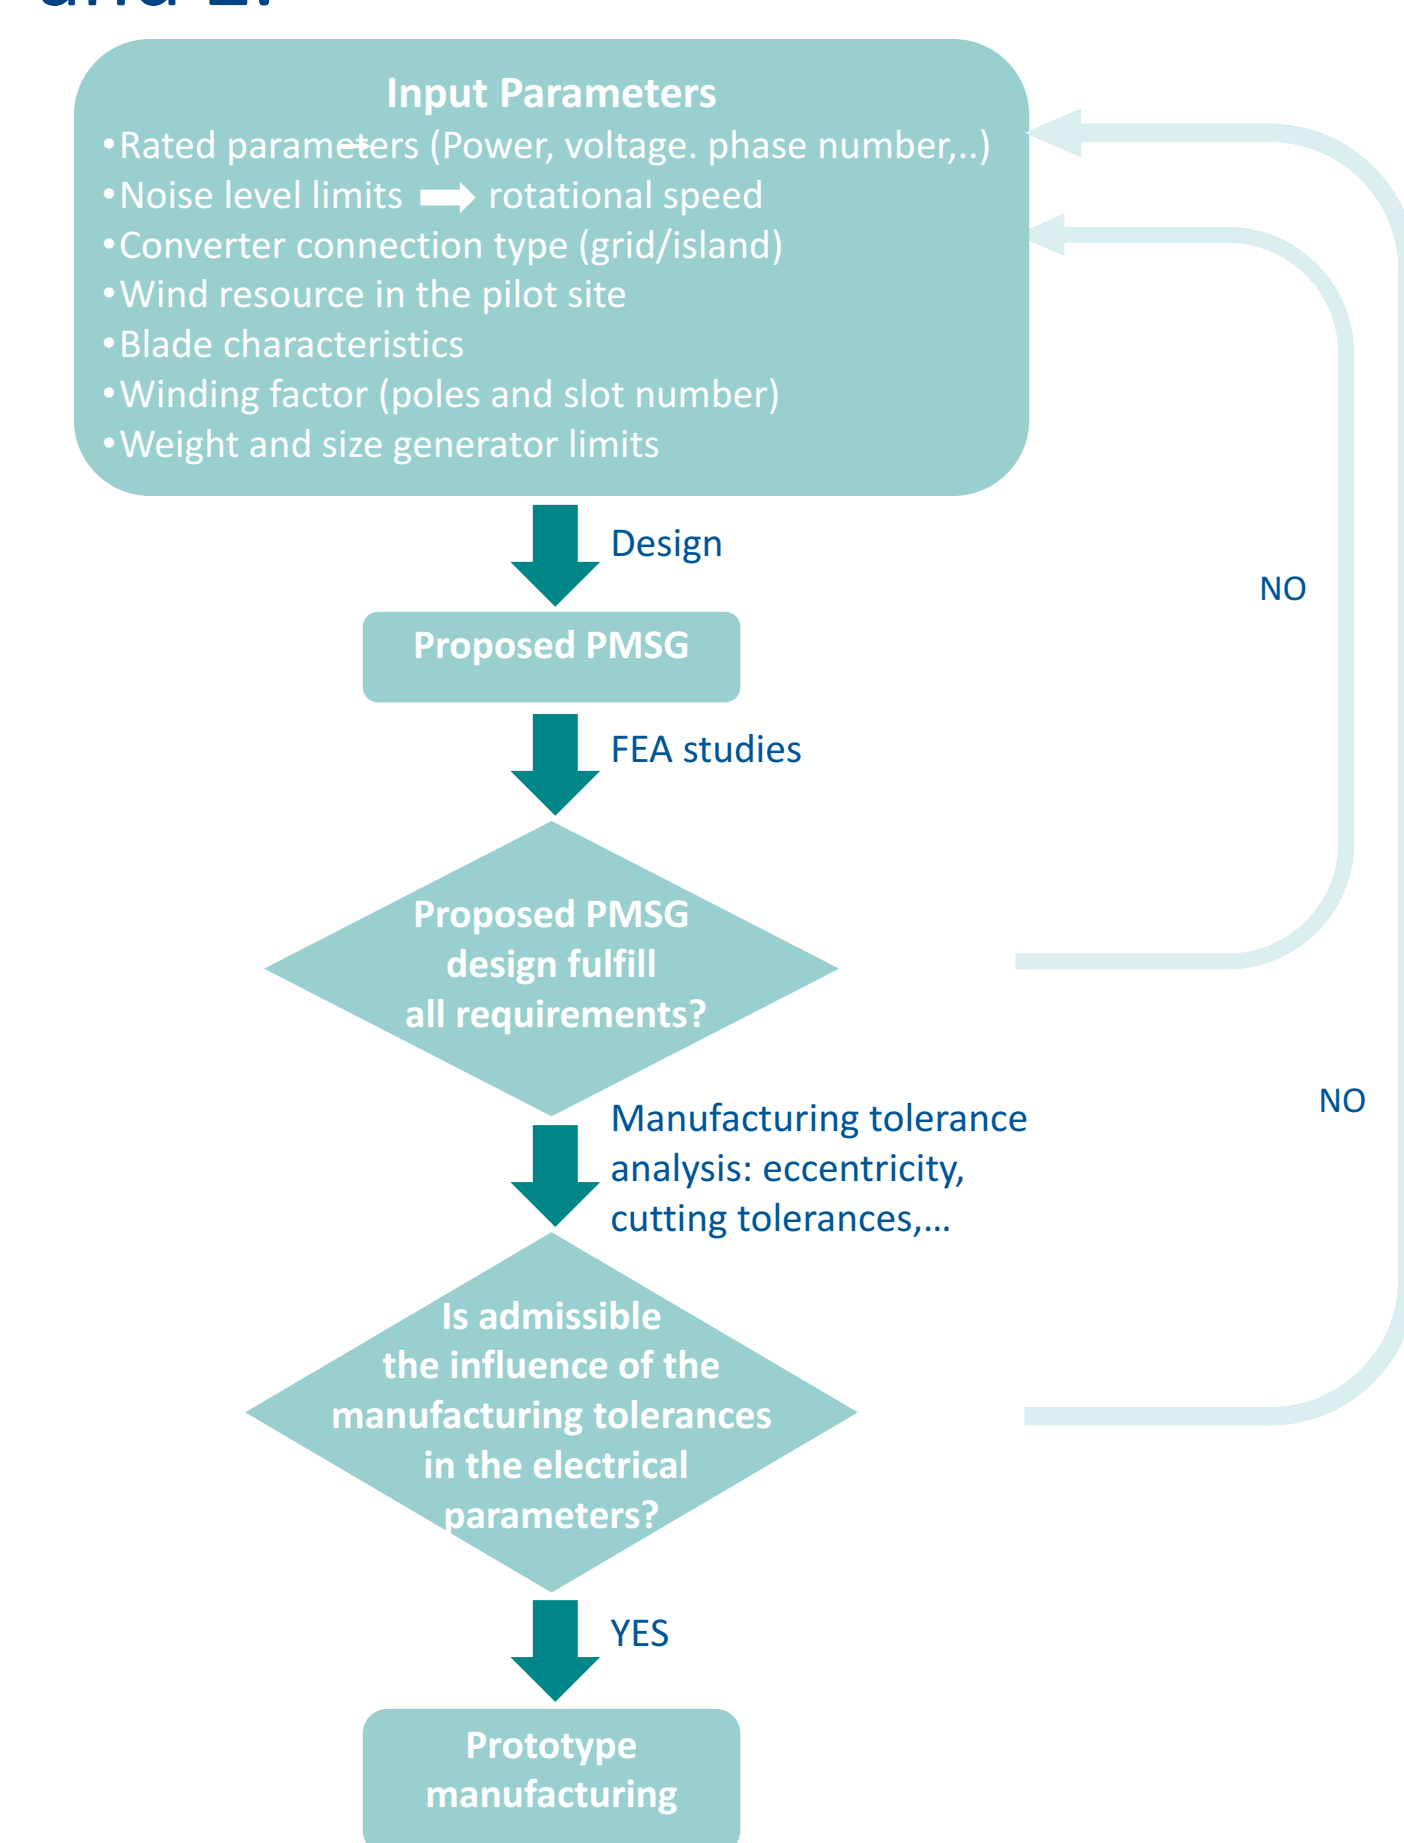 Input Parameters
•Rated parameters (Power, voltage. phase number,..)
•Noise level limits rotational speed
•Converter connection type (grid/island)
•Wind resource in the pilot site
•Blade characteristics
•Winding factor (poles and slot number)
•Weight and size generator limits
Design
NO
Proposed PMSG
FEA studies
Proposed PMSG
design fulfill
all requirements?
Manufacturing tolerance
analysis: eccentricity,
cutting tolerances,...
NO
Is admissible
the influence of the
manufacturing tolerances
in the electrical
parameters?
YES
Prototype
manufacturing